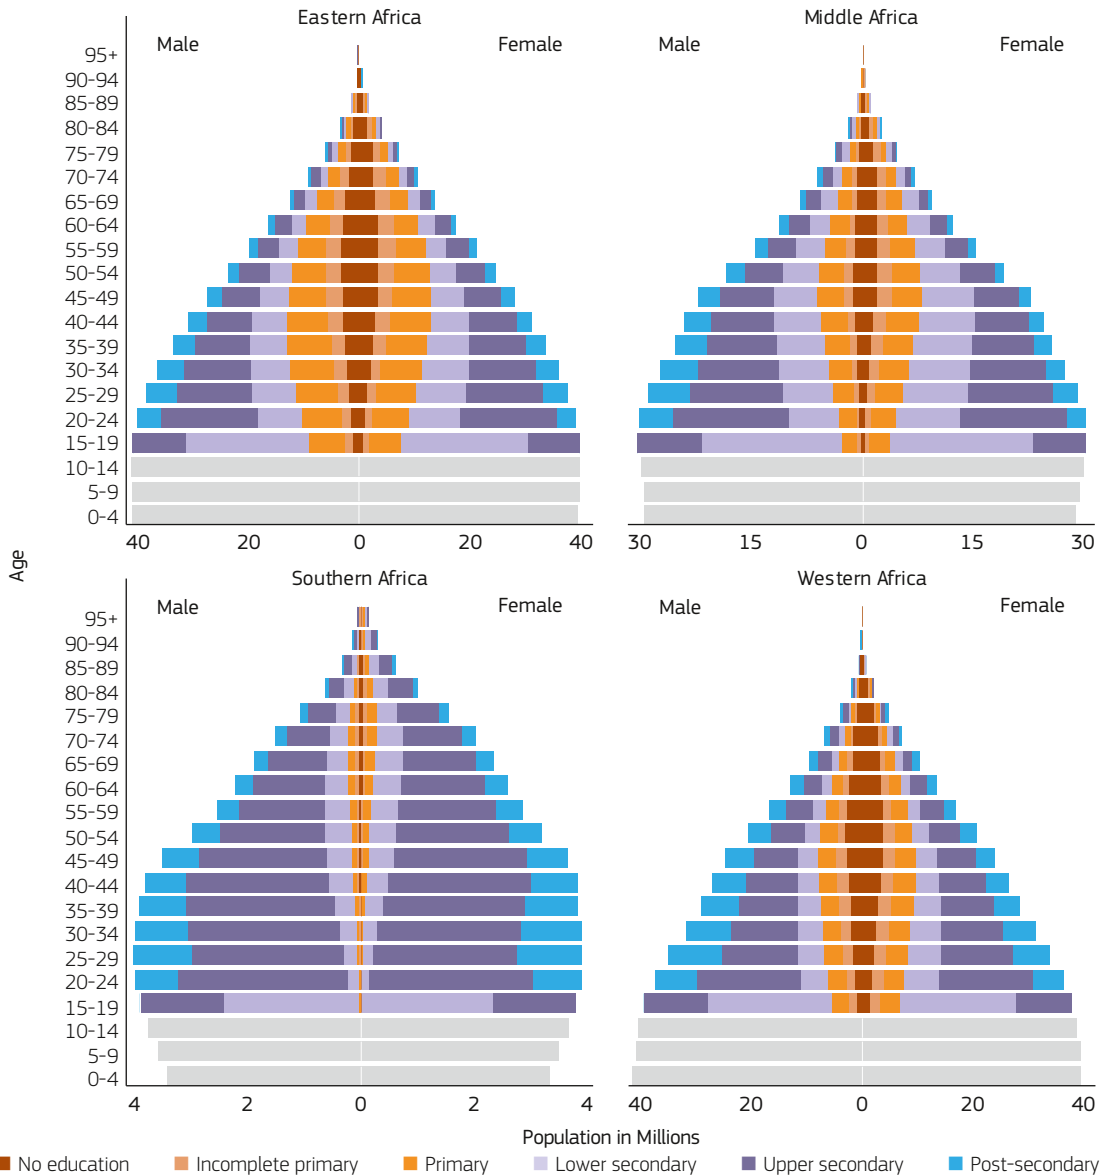 Eastern Africa
Male
Female
95+
90-94
85-89
80-84
75-79
70-74
65-69
60-64
55-59
50-54
45-49
40-44
35-39
30-34
25-29
20-24
15-19
10-14
5-9
0-4
40 20 0 20 40
Middle Africa
Male
Female
30 15 0 15 30
Age
Southern Africa
Male
Female
95+
90-94
85-89
80-84
75-79
70-74
65-69
60-64
55-59
50-54
45-49
40-44
35-39
30-34
25-29
20-24
15-19
10-14
5-9
0-4
4 2 0 2 4
Western Africa
Male
Female
40 20 0 20 40
Population in Millions
No education Incomplete primary Primary Lower secondary Upper secondary Post-secondary